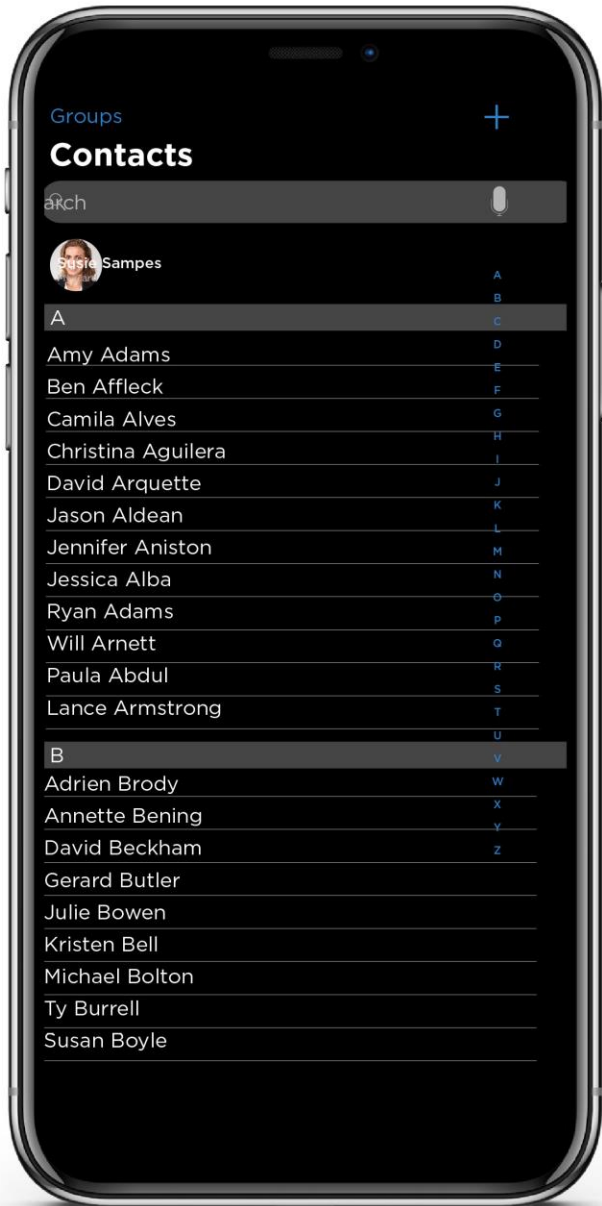 Groups
Contacts
arch
Susie Sampes
A
Amy Adams
Ben Affleck
Camila Alves
Christina Aguilera
David Arquette
Jason Aldean
Jennifer Aniston
Jessica Alba
Ryan Adams
Will Arnett
Paula Abdul
Lance Armstrong
B
Adrien Brody
Annette Bening
David Beckham
Gerard Butler
Julie Bowen
Kristen Bell
Michael Bolton
Ty Burrell
Susan Boyle
A
B
C
D
E
F
G
H
I
J
K
L
M
N
O
P
Q
R
S
T
U
V
W
X
Y
Z